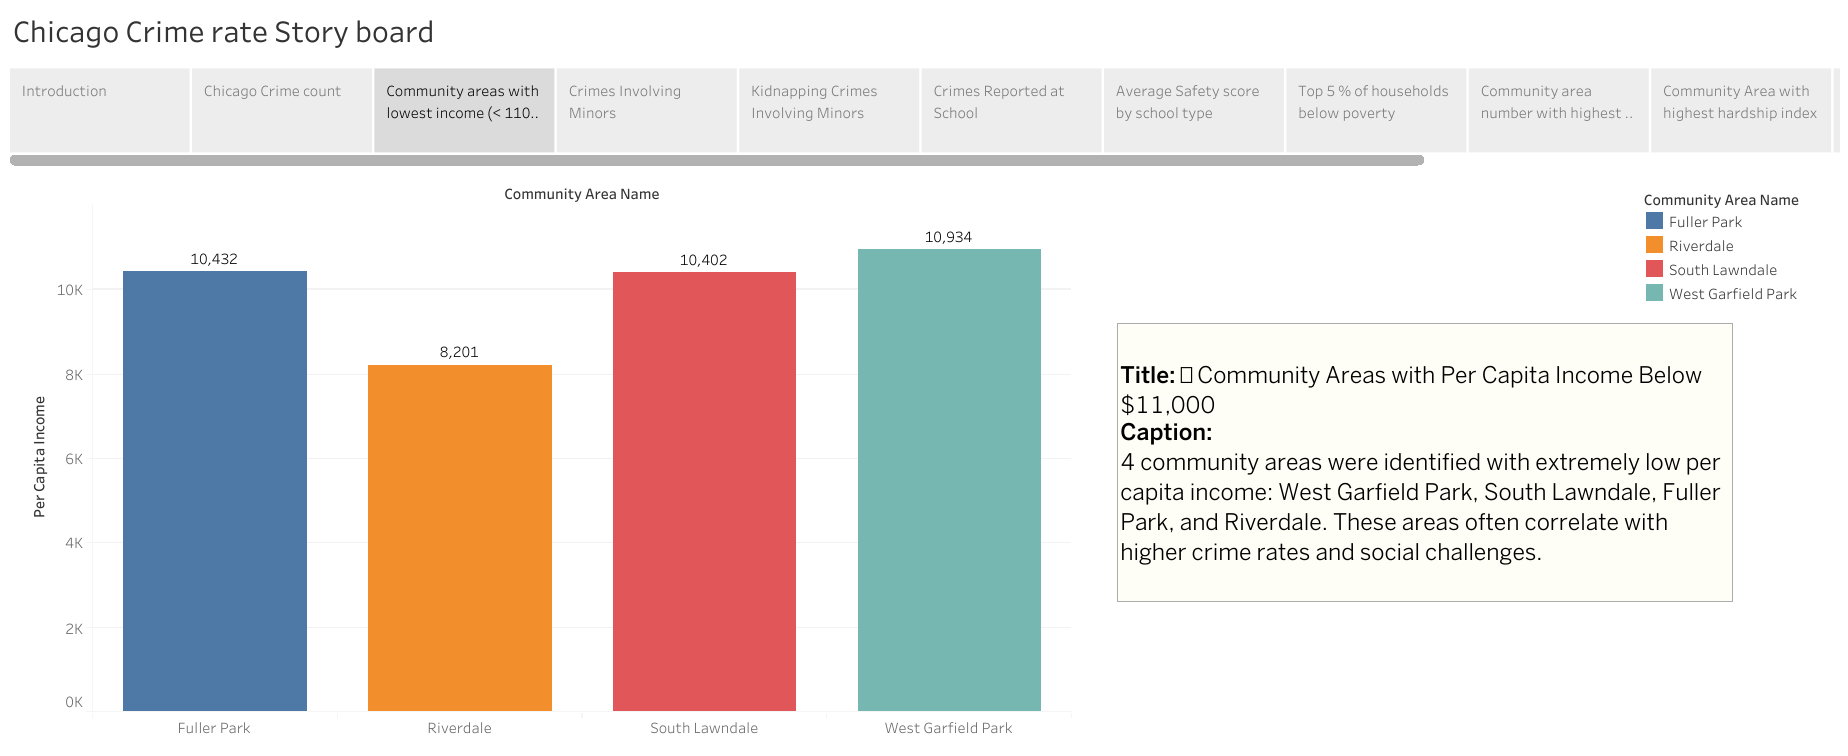 Chicago Crime rate Story board
Introduction
Chicago Crime count
Community areas with
lowest income (< 110..
Crimes Involving
Minors
Kidnapping Crimes
Involving Minors
Crimes Reported at
School
Average Safety score
by school type
Top 5 % of households
below poverty
Community area
number with highest ..
Community Area with
highest hardship index
Community Area Name
10,432
8,201
10,402
10,934
Per Capita Income
10K
8K
6K
4K
2K
0K
Fuller Park
Riverdale
South Lawndale
West Garfield Park
Community Area Name
Fuller Park
Riverdale
South Lawndale
West Garfield Park
Title: Community Areas with Per Capita Income Below
$11,000
Caption:
4 community areas were identified with extremely low per
capita income: West Garfield Park, South Lawndale, Fuller
Park, and Riverdale. These areas often correlate with
higher crime rates and social challenges.